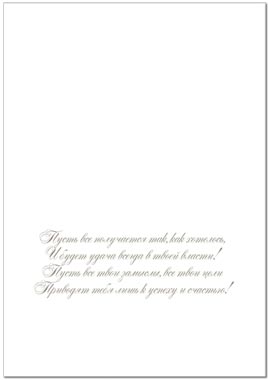 Пусть все получается так, как хотелось,
И будет удача всегда в твоей власти!
Пусть все твои замыслы, все твои цели
Приводят тебя лишь к успеху и счастью!